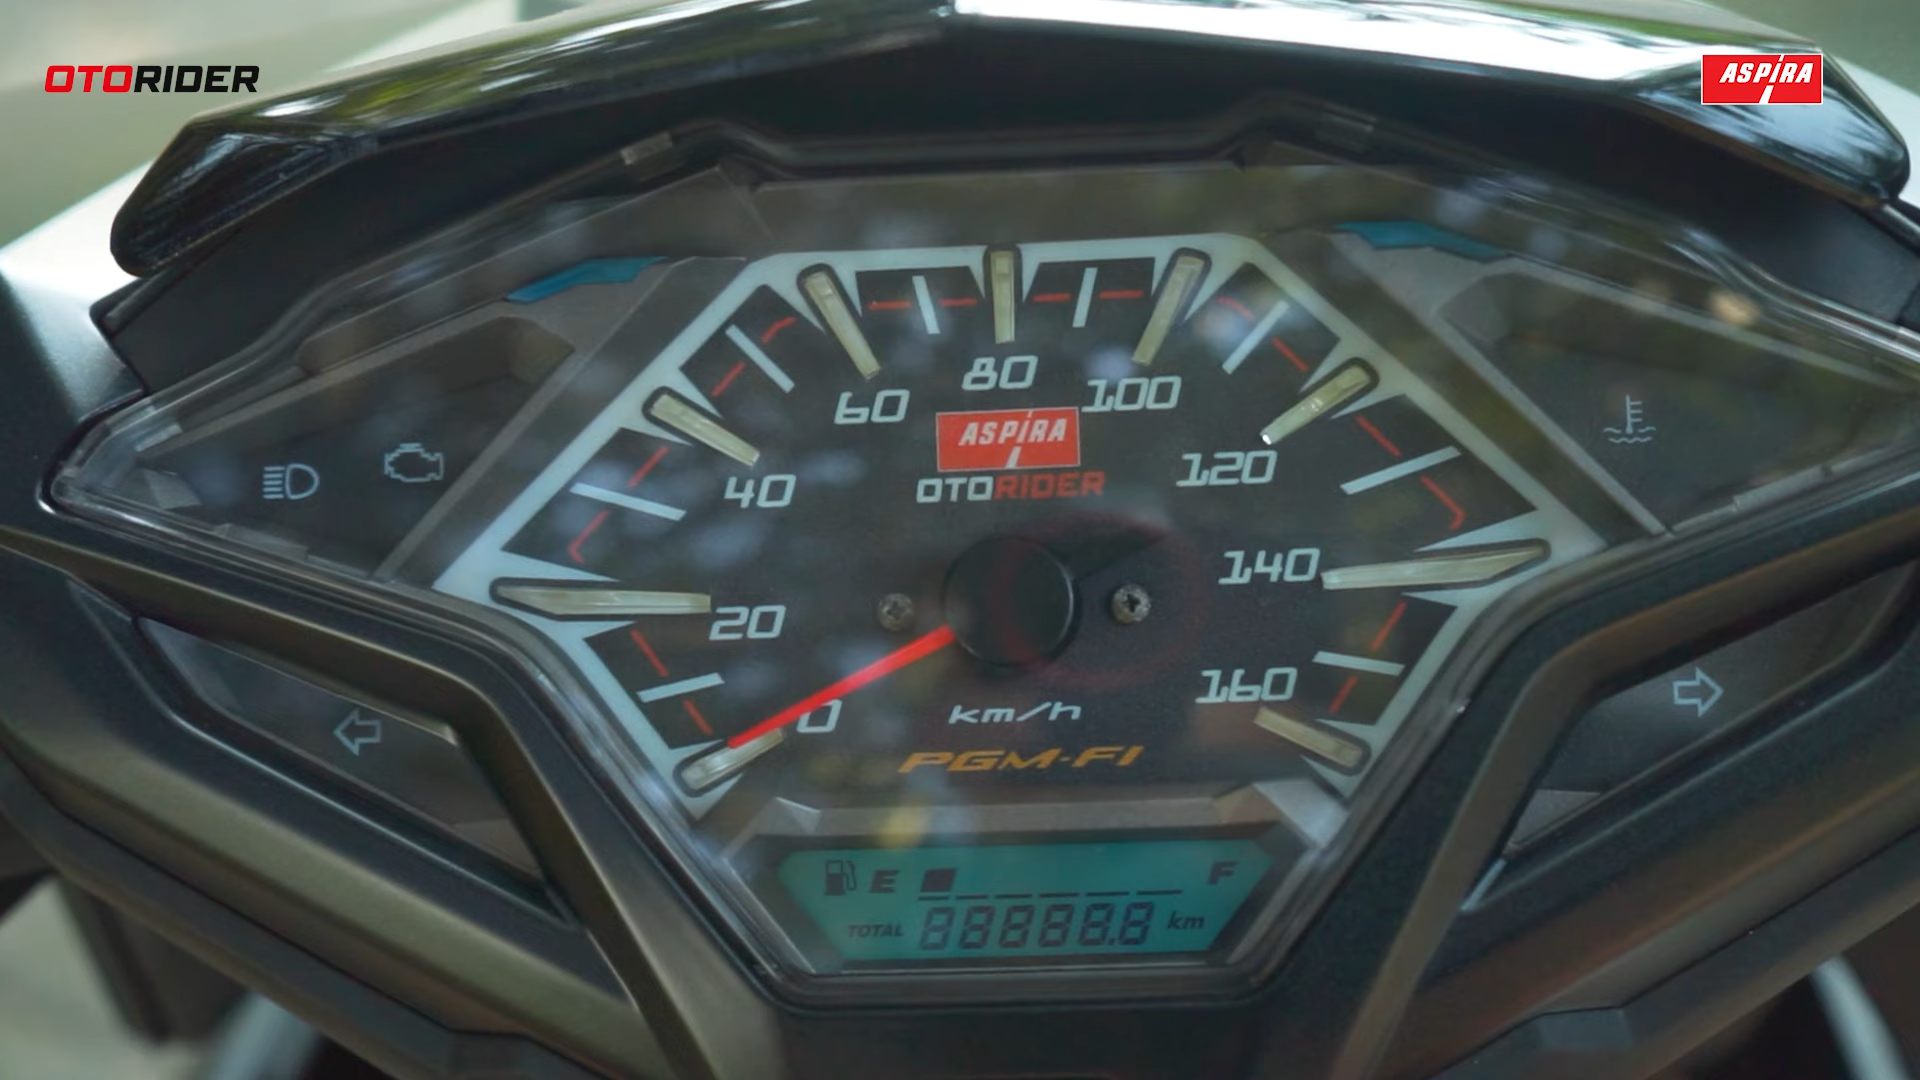 OTORIDER
ASPIRA
60 80 100
ASPIRA
40 OTORIDER 120
20 140
0 km/h 160
PGM-FI
E F
TOTAL 88888.8 km